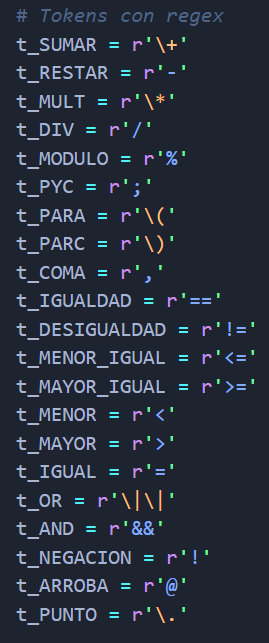 # Tokens con regex
t_SUMAR = r'\+'
t_RESTAR = r'-'
t_MULT = r'\*'
t_DIV = r'/'
t_MODULO = r'%'
t_PYC = r';'
t_PARA = r'\('
t_PARC = r'\)'
t_COMA = r','
t_IGUALDAD = r'=='
t_DESIGUALDAD = r'!='
t_MENOR_IGUAL = r'<='
t_MAYOR_IGUAL = r'>='
t_MENOR = r'<'
t_MAYOR = r'>'
t_IGUAL = r'='
t_OR = r'\|\|'
t_AND = r'&&'
t_NEGACION = r'!'
t_ARROBA = r'@'
t_PUNTO = r'\.'